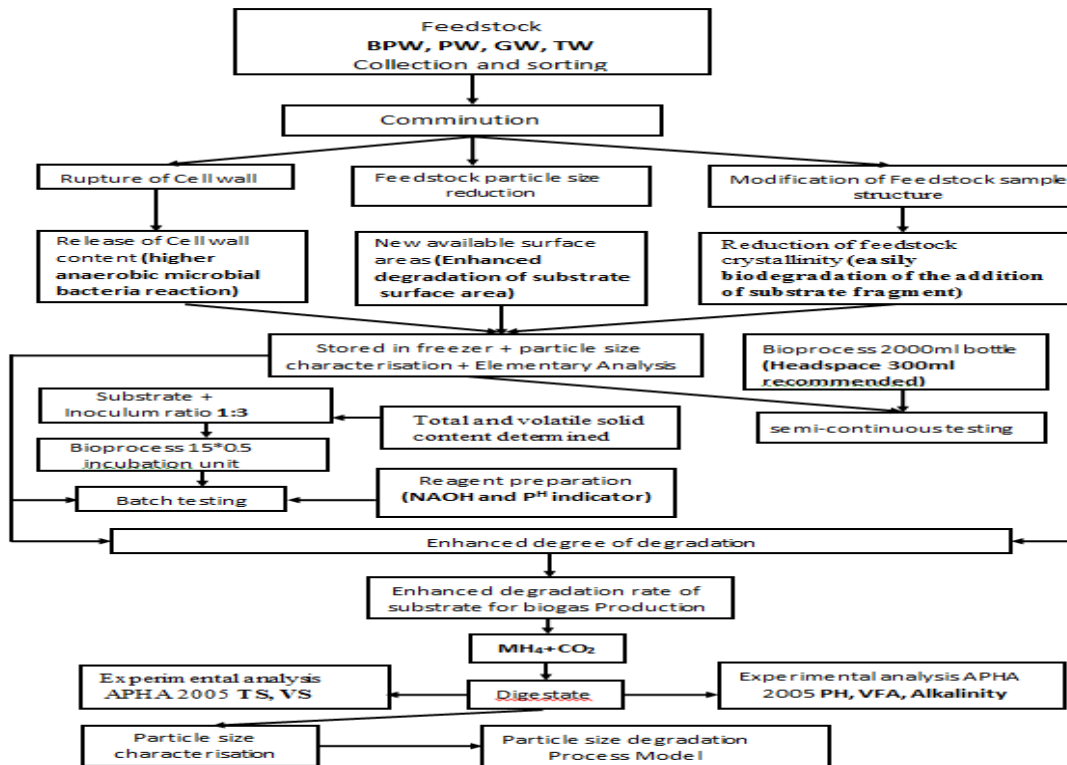 Feedstock
BPW, PW, GW, TW
Collection and sorting
Comminution
Rupture of Cell wall
Feedstock particle size
reduction
Modification of Feedstock sample
structure
Release of Cell wall
content (higher
anaerobic microbial
bacteria reaction)
New available surface
areas (Enhanced
degradation of substrate
surface area)
Reduction of feedstock
crystallinity (easily
biodegradation of the addition
of substrate fragment)
Stored in freezer + particle size
characterisation + Elementary Analysis
Bioprocess 2000ml bottle
(Headspace 300ml
recommended)
Substrate +
Inoculum ratio 1:3
Total and volatile solid
content determined
semi-continuous testing
Bioprocess 15*0.5
incubation unit
Reagent preparation
(NAOH and Pᴴ indicator)
Batch testing
Enhanced degree of degradation
Enhanced degradation rate of
substrate for biogas Production
MH₄+CO₂
Experimental analysis
APHA 2005 TS, VS
Digestate
Experimental analysis APHA
2005 PH, VFA, Alkalinity
Particle size
characterisation
Particle size degradation
Process Model